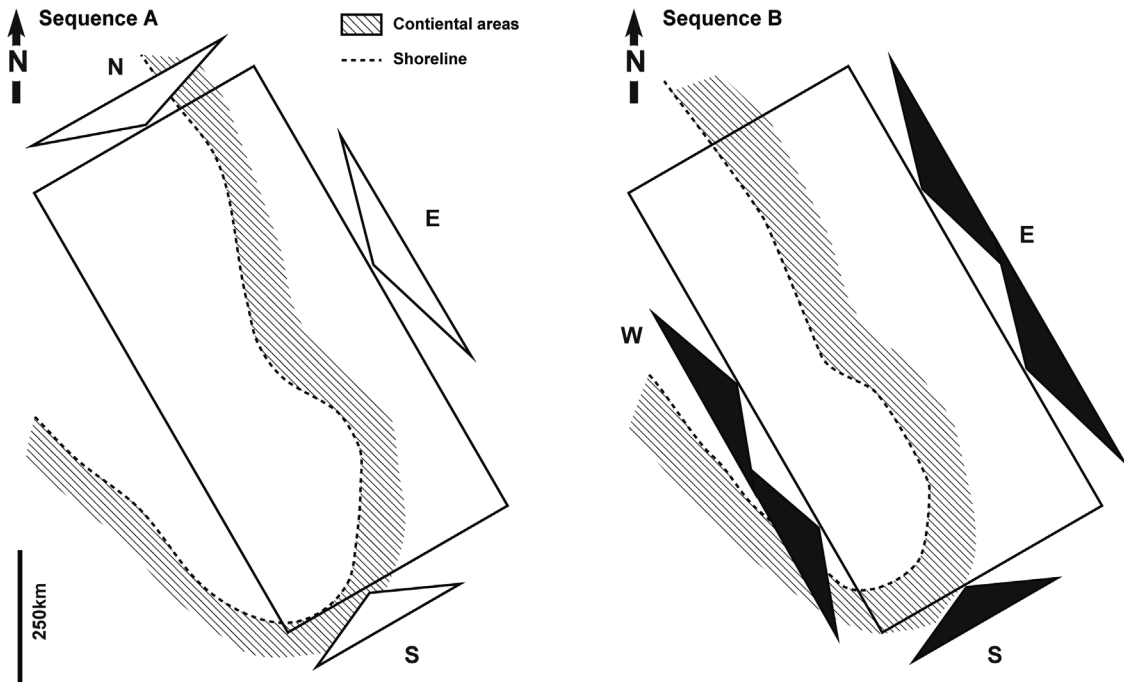 Sequence A
N
N
E
S
250km
Contiental areas
Shoreline
Sequence B
N
W
E
S